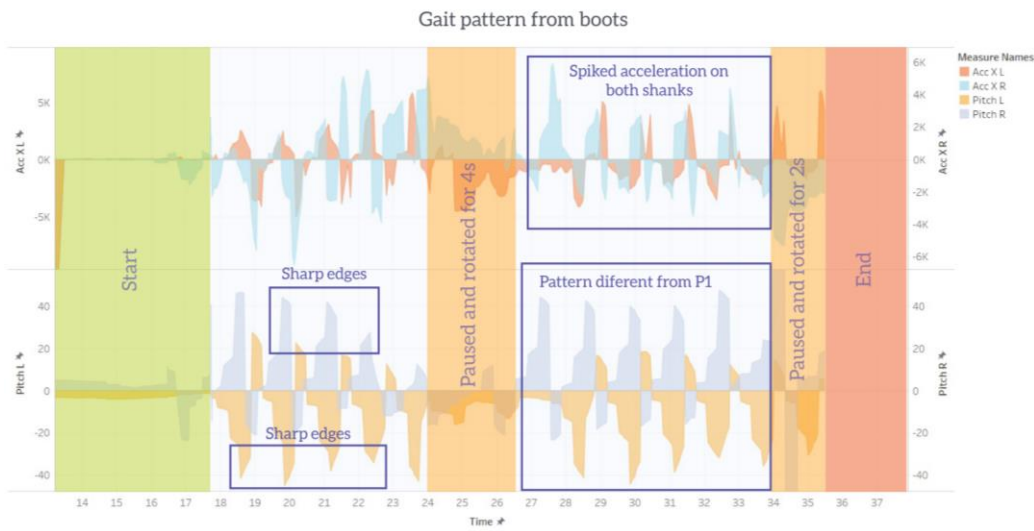 Gait pattern from boots
Measure Names
Acc X L
Acc X R
Pitch L
Pitch R
Spiked acceleration on
both shanks
Acc X L
5K
0K
-5K
Acc X R
6K
4K
2K
0K
-2K
-4K
-6K
Start
Paused and rotated for 4s
Paused and rotated for 2s
End
Sharp edges
Pattern diferent from P1
Sharp edges
Pitch L
40
20
0
-20
-40
Pitch R
40
20
0
-20
-40
14 15 16 17 18 19 20 21 22 23 24 25 26 27 28 29 30 31 32 33 34 35 36 37
Time